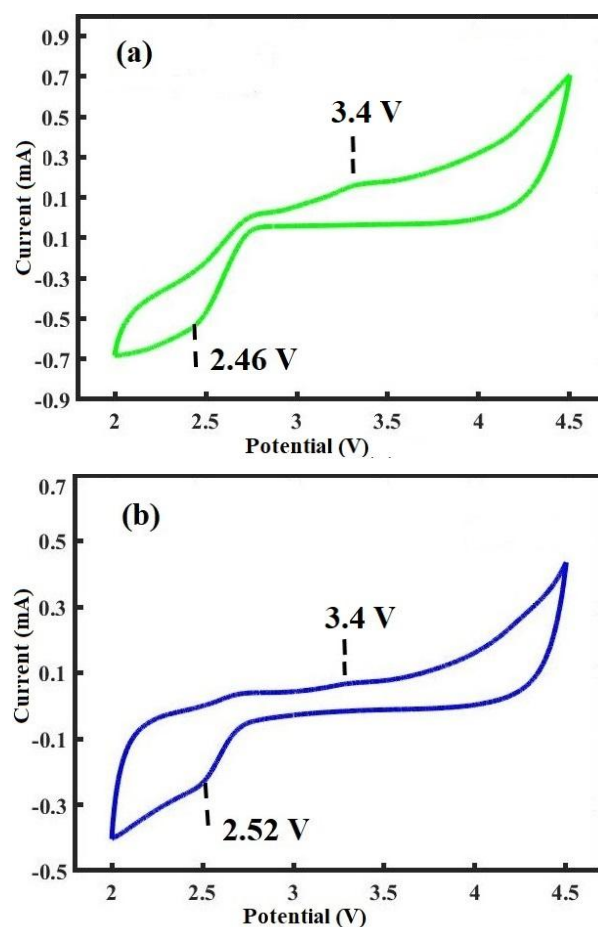 0.9
(a)
0.7
3.4 V
0.5
0.3
0.1
0.1
-0.3
-0.5
-0.7
2.46 V
-0.9
Current (mA)
2 2.5 3 3.5 4 4.5
Potential (V)
0.7
(b)
0.5
0.3
3.4 V
0.1
-0.1
-0.3
2.52 V
-0.5
Current (mA)
2 2.5 3 3.5 4 4.5
Potential (V)